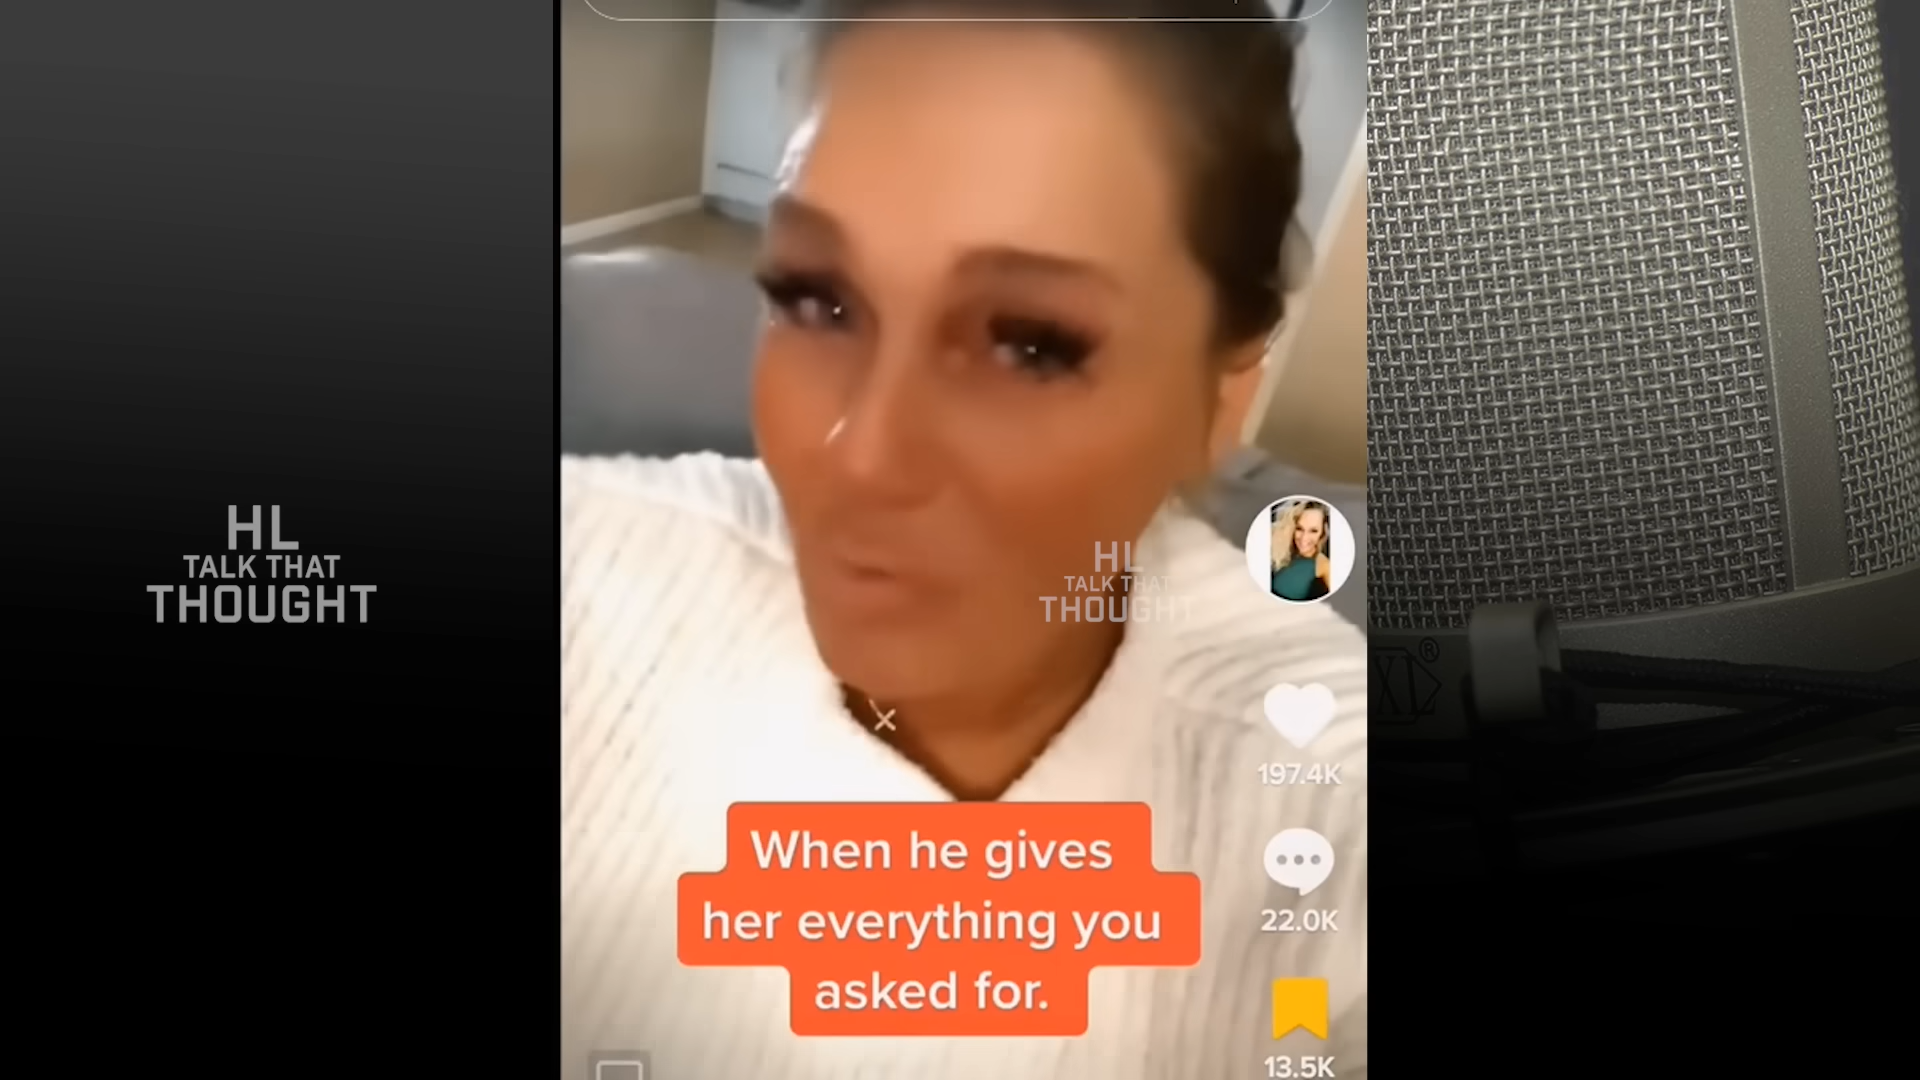 HL
TALK THAT
THOUGHT
HL
TALK THAT
THOUGHT
197.4K
When he gives
her everything you
asked for.
22.0K
13.5K
XL
®